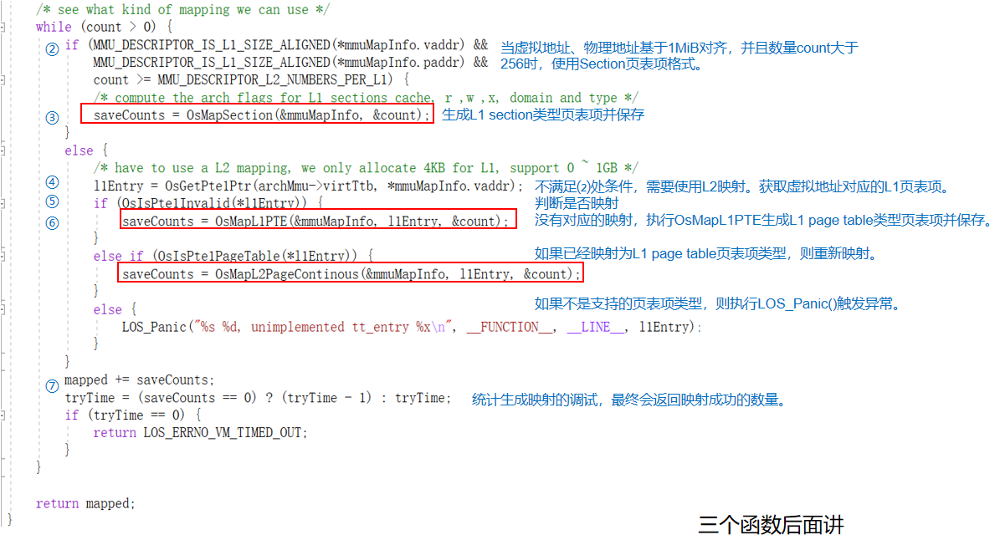 /* see what kind of mapping we can use */
while (count > 0) {
② if (MMU_DESCRIPTOR_IS_L1_SIZE_ALIGNED(*mmuMapInfo.vaddr) && 当虚拟地址、物理地址基于1MiB对齐，并且数量count大于
MMU_DESCRIPTOR_IS_L1_SIZE_ALIGNED(*mmuMapInfo.paddr) && 256时，使用Section页表项格式。
count >= MMU_DESCRIPTOR_L2_NUMBERS_PER_L1) {
/* compute the arch flags for L1 sections cache, r ,w ,x, domain and type */
③ saveCounts = OsMapSection(&mmuMapInfo, &count); 生成L1 section类型页表项并保存
}
else {
/* have to use a L2 mapping, we only allocate 4KB for L1, support 0 ~ 1GB */
④ l1Entry = OsGetPte1Ptr(archMmu->virtTtb, *mmuMapInfo.vaddr); 不满足⑵处条件，需要使用L2映射。获取虚拟地址对应的L1页表项。
⑤ if (OsIsPte1Invalid(*l1Entry)) { 判断是否映射
⑥ saveCounts = OsMapL1PTE(&mmuMapInfo, l1Entry, &count); 没有对应的映射，执行OsMapL1PTE生成L1 page table类型页表项并保存。
}
else if (OsIsPte1PageTable(*l1Entry)) { 如果已经映射为L1 page table页表项类型，则重新映射。
saveCounts = OsMapL2PageContinous(&mmuMapInfo, l1Entry, &count);
}
else { 如果不是支持的页表项类型，则执行LOS_Panic()触发异常。
LOS_Panic("%s %d, unimplemented tt_entry %x\n", __FUNCTION__, __LINE__, l1Entry);
}
}
⑦ mapped += saveCounts;
tryTime = (saveCounts == 0) ? (tryTime - 1) : tryTime; 统计生成映射的调试，最终会返回映射成功的数量。
if (tryTime == 0) {
return LOS_ERRNO_VM_TIMED_OUT;
}
}
return mapped;
}
三个函数后面讲